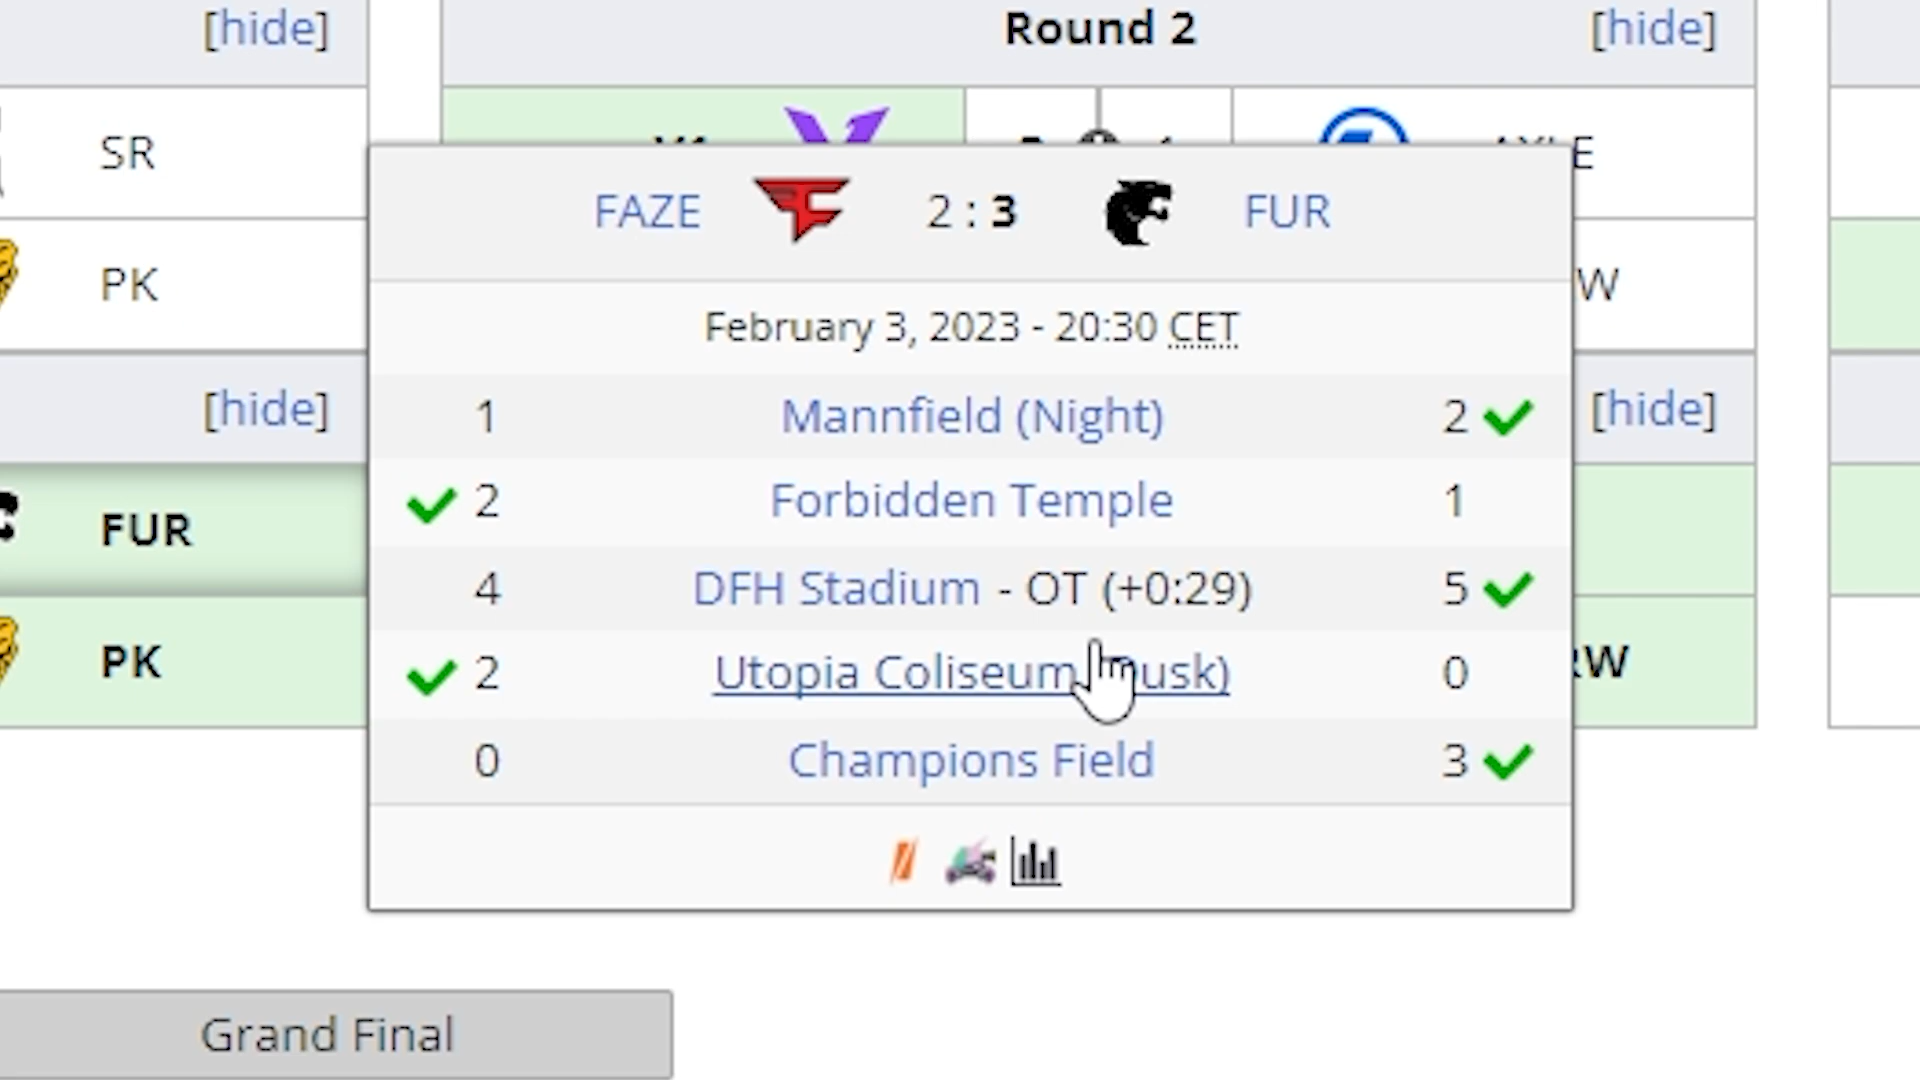 [hide]
Round 2
[hide]
SR
PK
[hide]
FUR
PK
FAZE 2 : 3 FUR
February 3, 2023 - 20:30 CET
1 Mannfield (Night) 2
2 Forbidden Temple 1
4 DFH Stadium - OT (+0:29) 5
2 Utopia Coliseum 0
0 Champions Field 3
[hide]
Grand Final